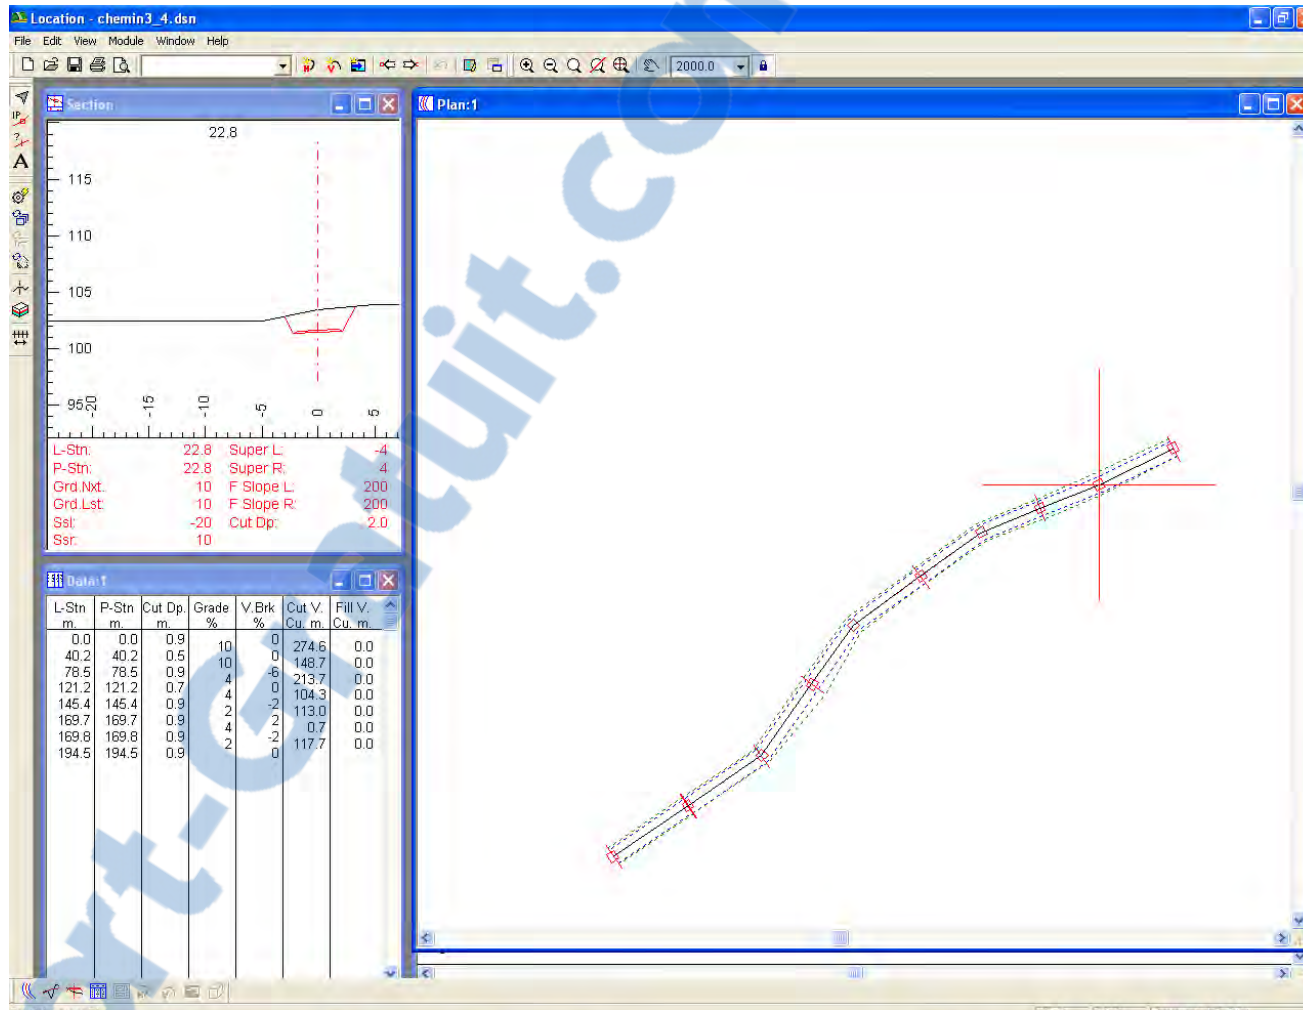 Location - chemin3_4.dsn
File Edit View Module Window Help
2000.0
Section
22.8
115
110
105
100
95
-20 -15 -10 -5 0 5
L-Stn: 22.8 Super L: -4
P-Stn: 22.8 Super R: 4
Grd.Nxt. 10 F Slope L: 200
Grd.Lst: 10 F Slope R: 200
Ssl: -20 Cut Dp: 2.0
Ssr: 10
Plan:1
Data:1
L-Stn P-Stn Cut Dp. Grade V.Brk Cut V. Fill V.
m. m. m. % % Cu. m. Cu. m.
0.0 0.0 0.9 0
10 274.6 0.0
40.2 40.2 0.5 0
10 148.7 0.0
78.5 78.5 0.9 -6
4 213.7 0.0
121.2 121.2 0.7 0
4 104.3 0.0
145.4 145.4 0.9 -2
2 113.0 0.0
169.7 169.7 0.9 2
4 0.7 0.0
169.8 169.8 0.9 -2
2 117.7 0.0
194.5 194.5 0.9 0
rt-Gratuit.com